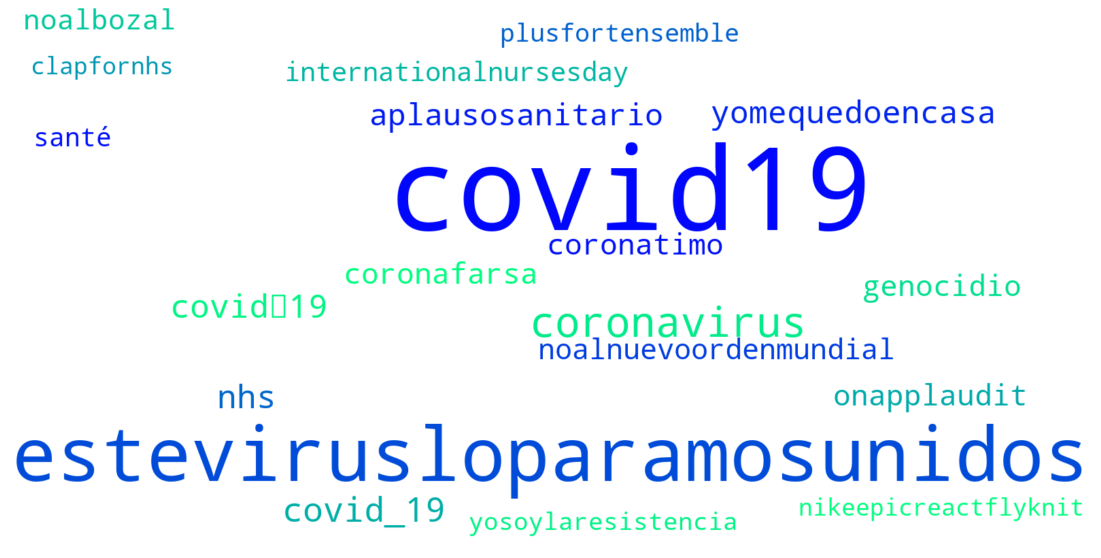 noalbozal
plusfortensemble
clapfornhs
internationalnursesday
aplausosanitario
yomequedoencasa
santé
covid19
coronatimo
coronafarsa
genocidio
covid▯19
coronavirus
noalnuevoordenmundial
nhs
onapplaudit
estevirusloparamosunidos
covid_19
nikeepicreactflyknit
yosoylaresistencia